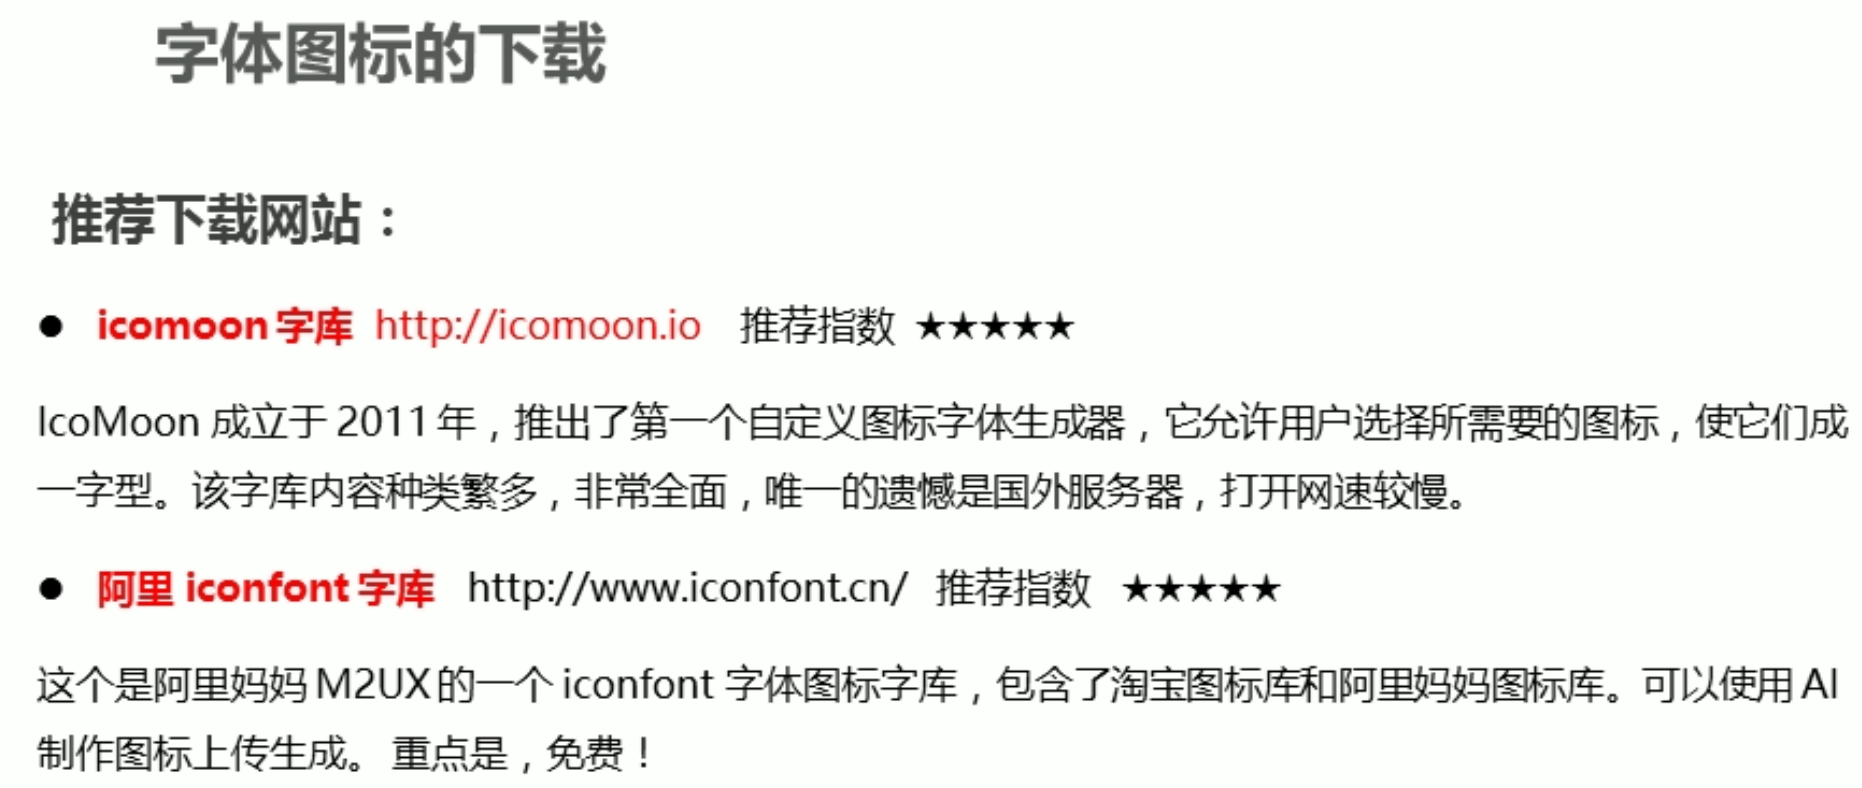 字体图标的下载
推荐下载网站：
● icomoon字库 http://icomoon.io 推荐指数 ★★★★★
IcoMoon 成立于 2011 年，推出了第一个自定义图标字体生成器，它允许用户选择所需要的图标，使它们成
一字型。该字库内容种类繁多，非常全面，唯一的遗憾是国外服务器，打开网速较慢。
● 阿里 iconfont 字库 http://www.iconfont.cn/ 推荐指数 ★★★★★
这个是阿里妈妈 M2UX 的一个 iconfont 字体图标字库，包含了淘宝图标库和阿里妈妈图标库。可以使用 AI
制作图标上传生成。 重点是，免费！